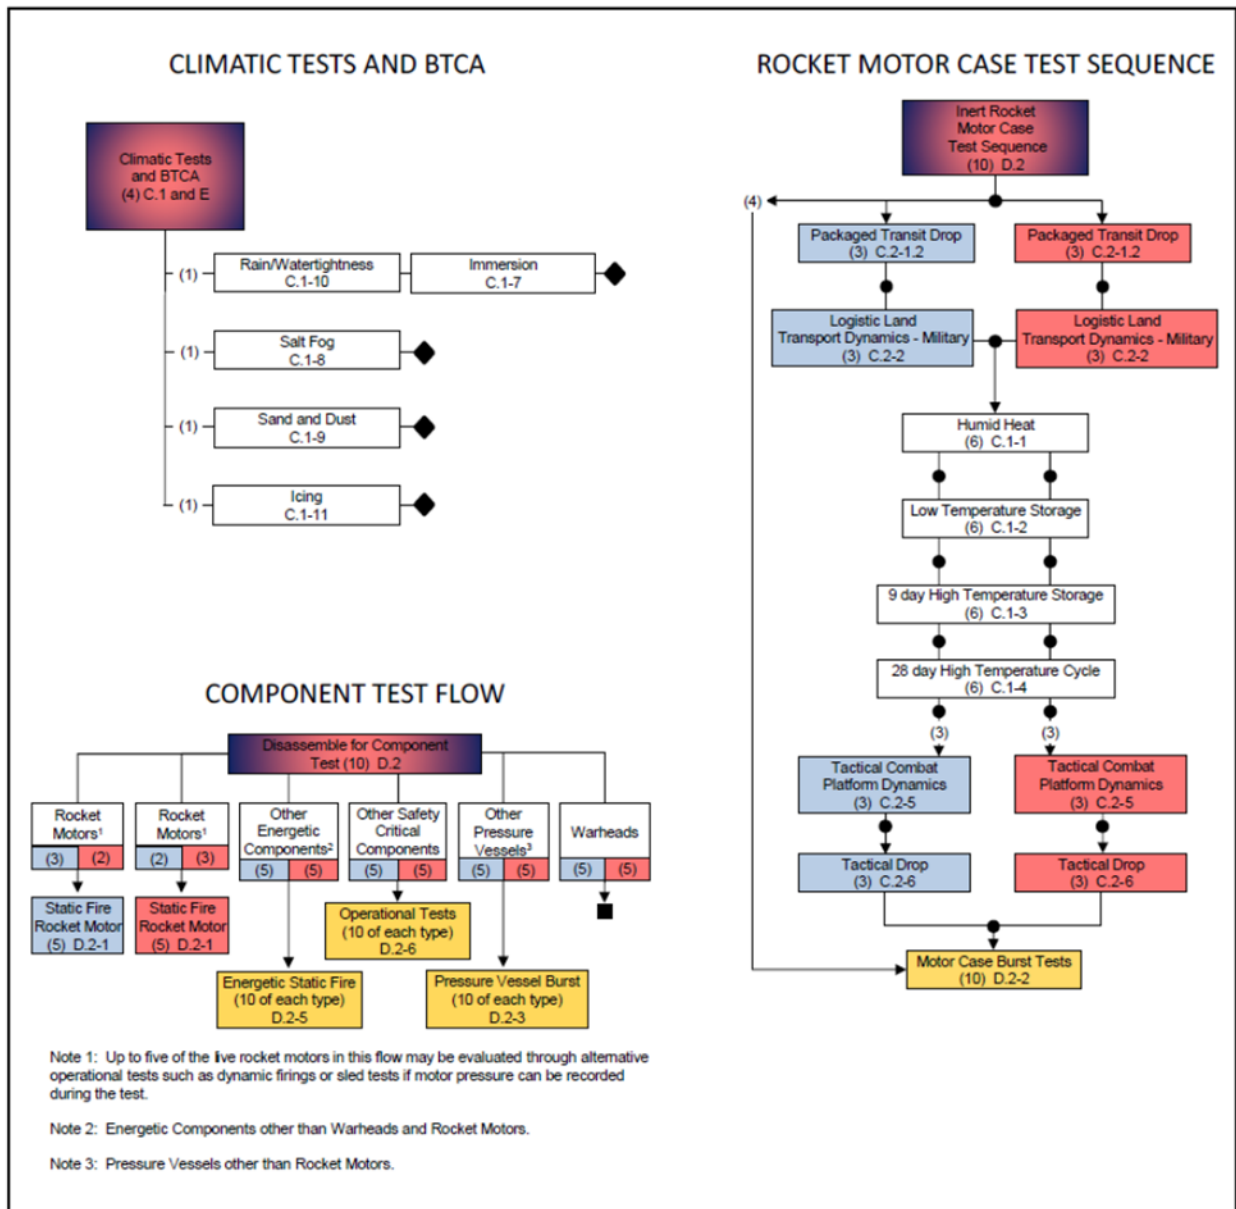 CLIMATIC TESTS AND BTCA
Climatic Tests
and BTCA
(4) C.1 and E
(1)
Rain/Watertightness
C.1-10
Immersion
C.1-7
(1)
Salt Fog
C.1-8
(1)
Sand and Dust
C.1-9
(1)
Icing
C.1-11
ROCKET MOTOR CASE TEST SEQUENCE
Inert Rocket
Motor Case
Test Sequence
(10) D.2
(4)
Packaged Transit Drop
(3) C.2-1.2
Packaged Transit Drop
(3) C.2-1.2
Logistic Land
Transport Dynamics - Military
(3) C.2-2
Logistic Land
Transport Dynamics - Military
(3) C.2-2
Humid Heat
(6) C.1-1
Low Temperature Storage
(6) C.1-2
9 day High Temperature Storage
(6) C.1-3
28 day High Temperature Cycle
(6) C.1-4
(3)
(3)
Tactical Combat
Platform Dynamics
(3) C.2-5
Tactical Combat
Platform Dynamics
(3) C.2-5
Tactical Drop
(3) C.2-6
Tactical Drop
(3) C.2-6
Motor Case Burst Tests
(10) D.2-2
COMPONENT TEST FLOW
Disassemble for Component
Test (10) D.2
Rocket
Motors¹
(3) (2)
Rocket
Motors¹
(2) (3)
Other
Energetic
Components²
(5) (5)
Other Safety
Critical
Components
(5) (5)
Other
Pressure
Vessels³
(5) (5)
Warheads
(5) (5)
Static Fire
Rocket Motor
(5) D.2-1
Static Fire
Rocket Motor
(5) D.2-1
Operational Tests
(10 of each type)
D.2-6
Energetic Static Fire
(10 of each type)
D.2-5
Pressure Vessel Burst
(10 of each type)
D.2-3
Note 1: Up to five of the live rocket motors in this flow may be evaluated through alternative
operational tests such as dynamic firings or sled tests if motor pressure can be recorded
during the test.
Note 2: Energetic Components other than Warheads and Rocket Motors.
Note 3: Pressure Vessels other than Rocket Motors.